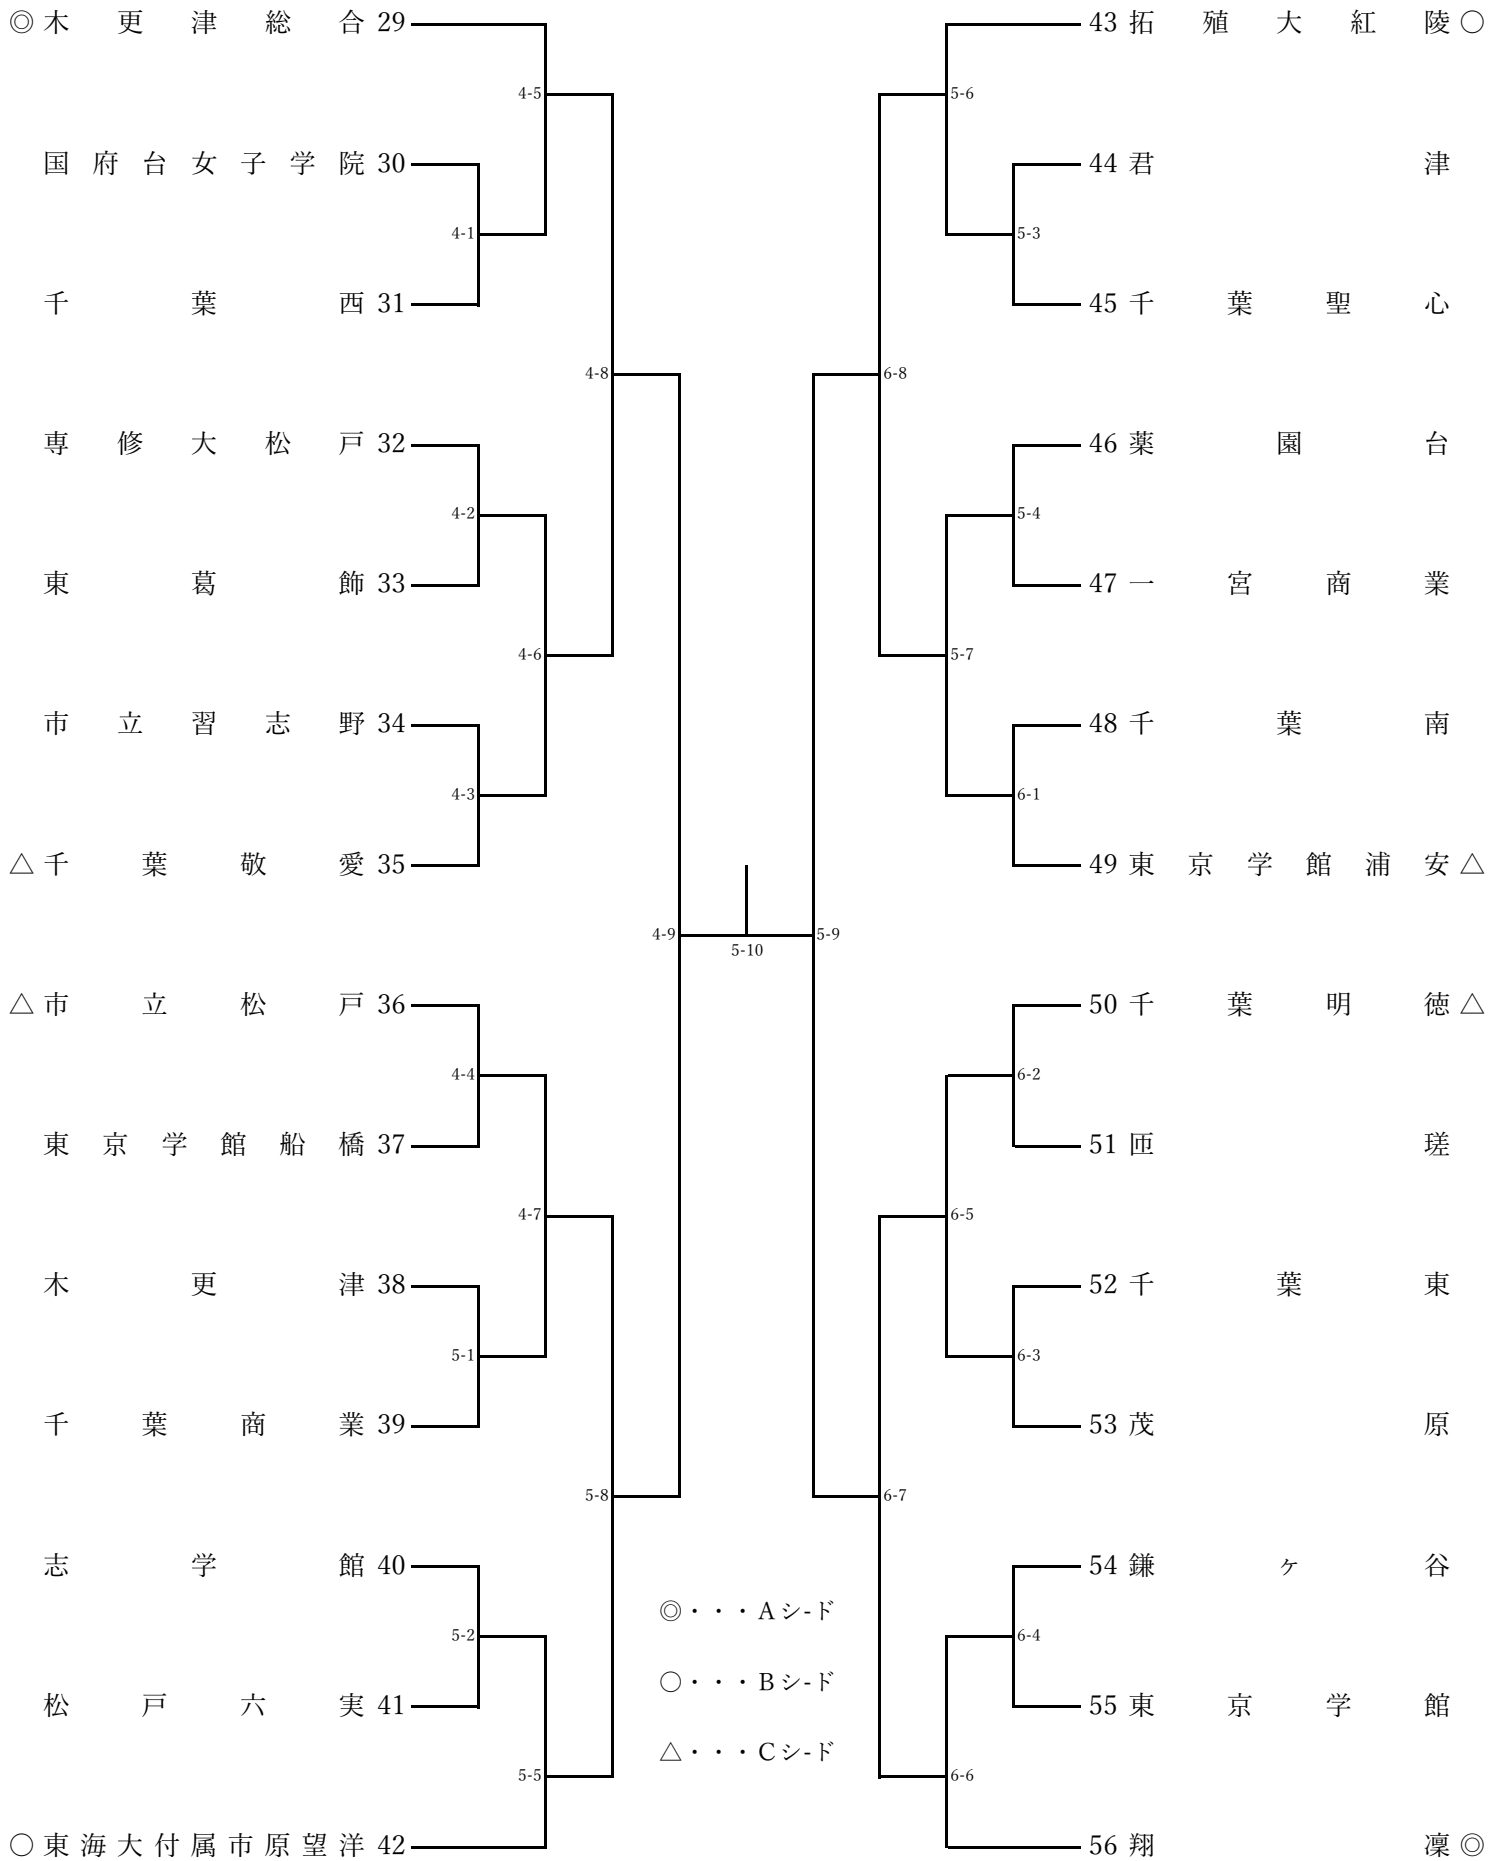 ◎木更津総合 29
4-5
国府台女子学院 30
4-1
千葉西 31
4-8
専修大松戸 32
4-2
東葛飾 33
4-6
市立習志野 34
4-3
△千葉敬愛 35
4-9
△市立松戸 36
4-4
東京学館船橋 37
4-7
木更津 38
5-1
千葉商業 39
5-8
志学館 40
5-2
松戸六実 41
5-5
○東海大付属市原望洋 42
5-10
◎・・・Aシ-ド
○・・・Bシ-ド
△・・・Cシ-ド
43 拓殖大紅陵○
5-6
44 君津
5-3
45 千葉聖心
6-8
46 薬園台
5-4
47 一宮商業
5-7
48 千葉南
6-1
49 東京学館浦安△
5-9
50 千葉明徳△
6-2
51 匝瑳
6-5
52 千葉東
6-3
53 茂原
6-7
54 鎌ヶ谷
6-4
55 東京学館
6-6
56 翔凜◎